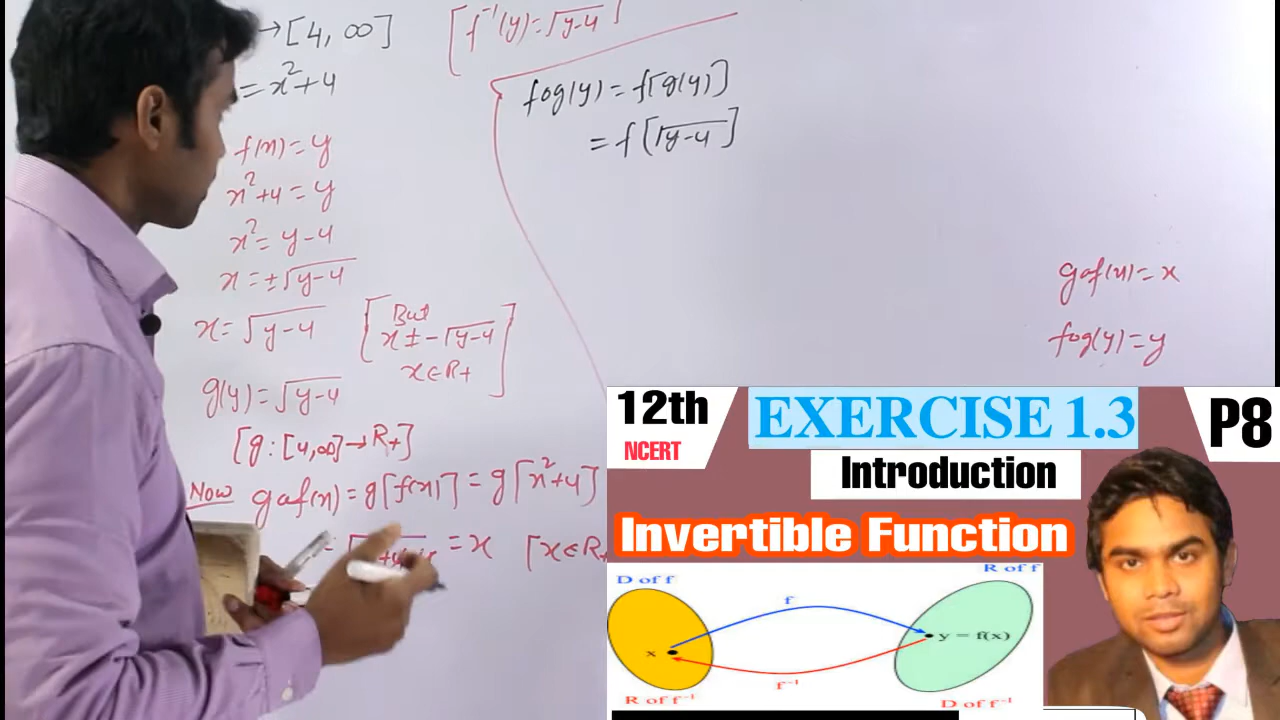 →[4, ∞]
= x²+4
f(x) = y
x²+4 = y
x² = y-4
x = ±√y-4
x = √y-4
[But
x ± -√y-4
x∈R+]
g(y) = √y-4
[g : [4,∞]→R+]
Now gof(x) = g[f(x)] = g[x²+4]
= x [x∈R+
[f⁻¹(y)=√y-4]
fog(y) = f[g(y)]
= f[√y-4]
gof(x) = x
fog(y) = y
12th
NCERT
EXERCISE 1.3
P8
Introduction
Invertible Function
D of f
R of f
f
x
y = f(x)
f⁻¹
R of f⁻¹
D of f⁻¹